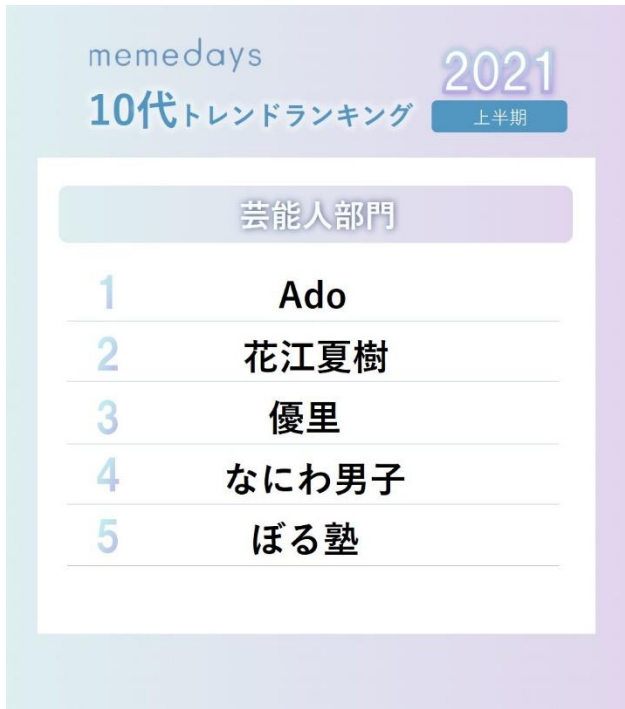 memedays
10代トレンドランキング
2021
上半期
芸能人部門
1 Ado
2 花江夏樹
3 優里
4 なにわ男子
5 ぼる塾